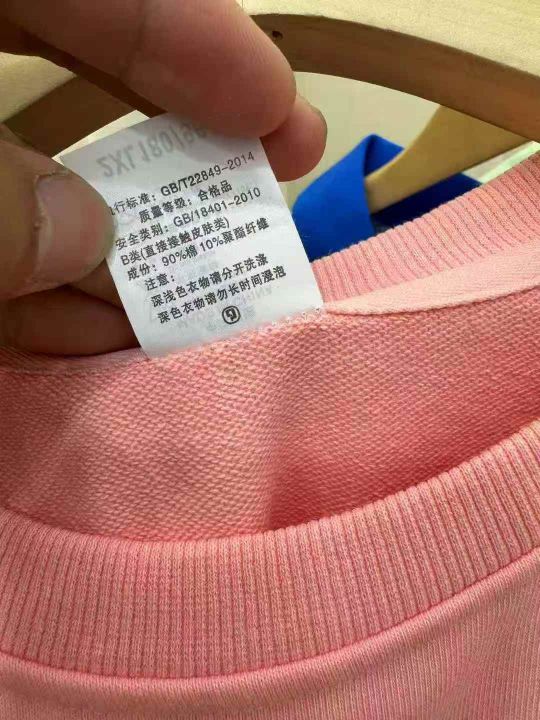 行标准: GB/T22849-2014
质量等级: 合格品
安全类别: GB/18401-2010
B类(直接接触皮肤类)
成份: 90%棉 10%聚酯纤维
注意:
深浅色衣物请分开洗涤
深色衣物请勿长时间浸泡